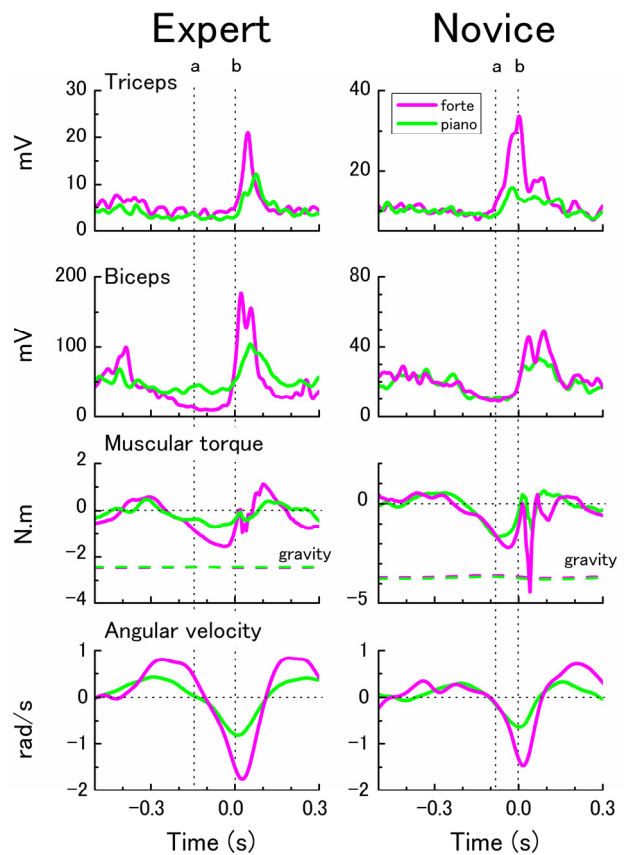 Expert Novice
a b a b
Triceps
mV
30
20
10
0
40
20
forte
piano
Biceps
mV
200
100
0
80
40
0
Muscular torque
N.m
2
0
-2
-4
gravity
0
-5
gravity
Angular velocity
rad/s
1
0
-1
-2
1
0
-1
-2
-0.3 0.0 0.3 -0.3 0.0 0.3
Time (s) Time (s)